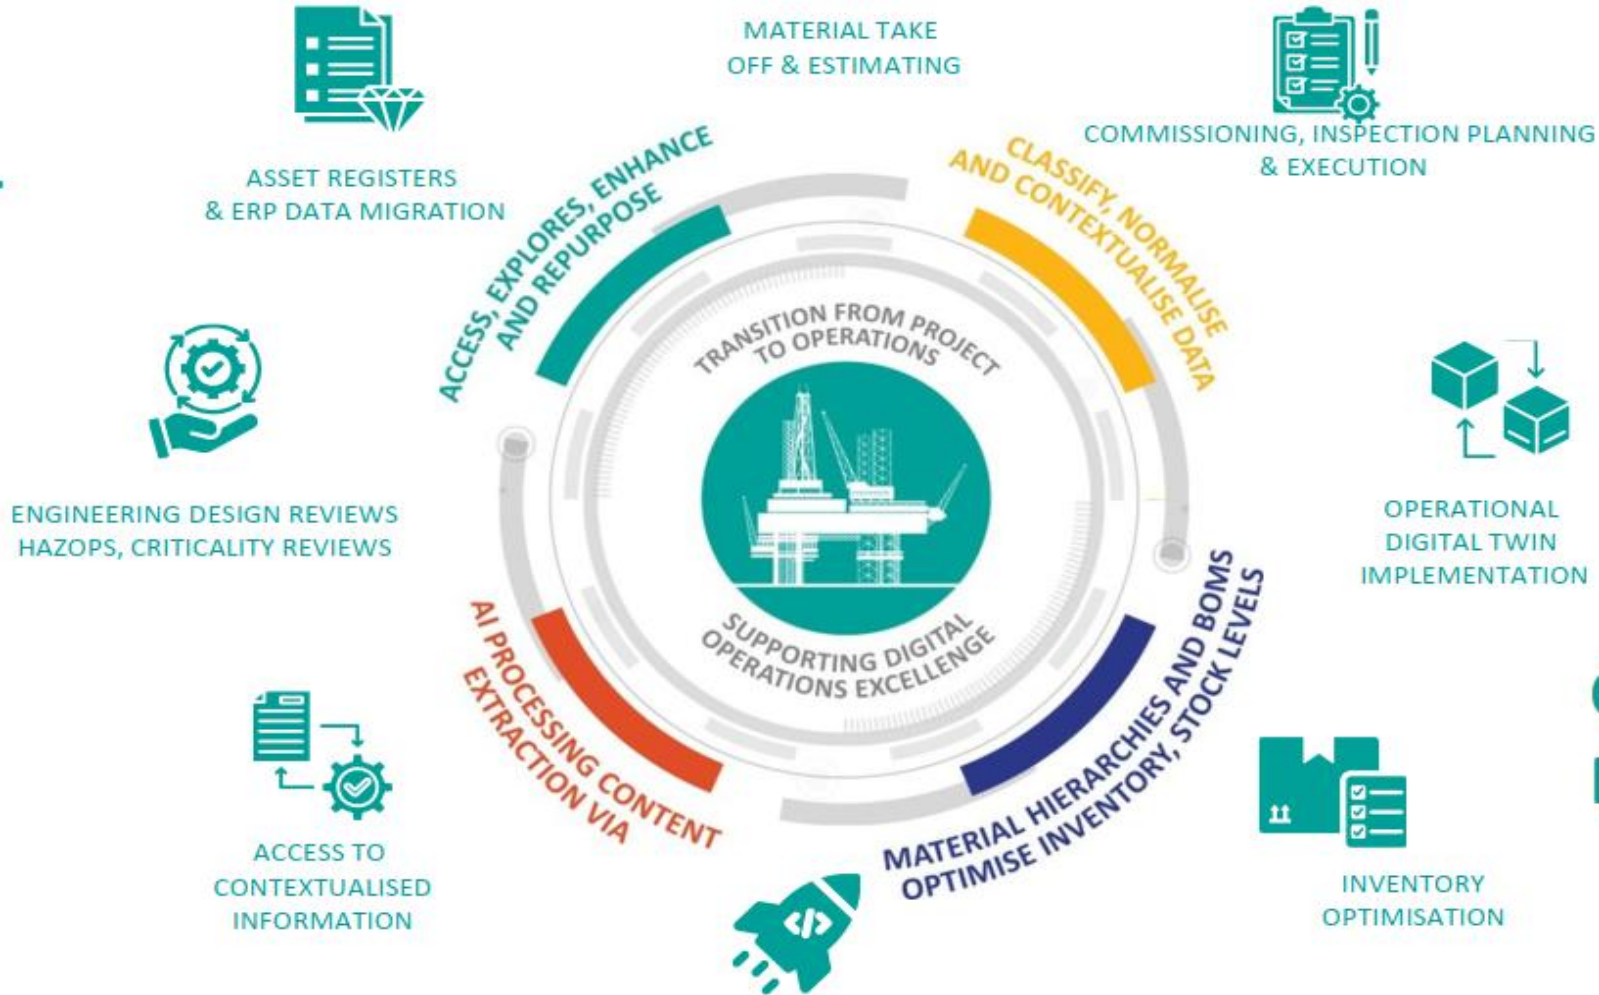 MATERIAL TAKE
OFF & ESTIMATING
COMMISSIONING, INSPECTION PLANNING
& EXECUTION
ASSET REGISTERS
& ERP DATA MIGRATION
ACCESS, EXPLORES, ENHANCE
AND REPURPOSE
CLASSIFY, NORMALISE
AND CONTEXTUALISE DATA
TRANSITION FROM PROJECT
TO OPERATIONS
ENGINEERING DESIGN REVIEWS
HAZOPS, CRITICALITY REVIEWS
OPERATIONAL
DIGITAL TWIN
IMPLEMENTATION
SUPPORTING DIGITAL
OPERATIONS EXCELLENGE
AI PROCESSING CONTENT
EXTRACTION VIA
MATERIAL HIERARCHIES AND BOMS
OPTIMISE INVENTORY, STOCK LEVELS
ACCESS TO
CONTEXTUALISED
INFORMATION
INVENTORY
OPTIMISATION